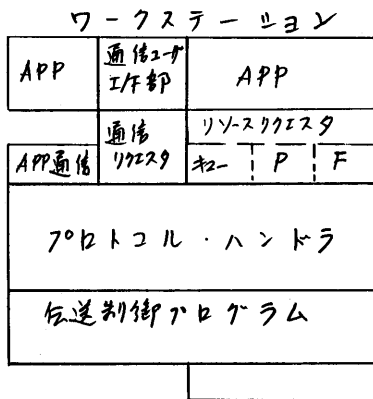 ワークステーション
APP
通信ユーザ
I/F部
APP
通信
リクエスタ
リソースリクエスタ
APP通信
キュー
P
F
プロトコル・ハンドラ
伝送制御プログラム